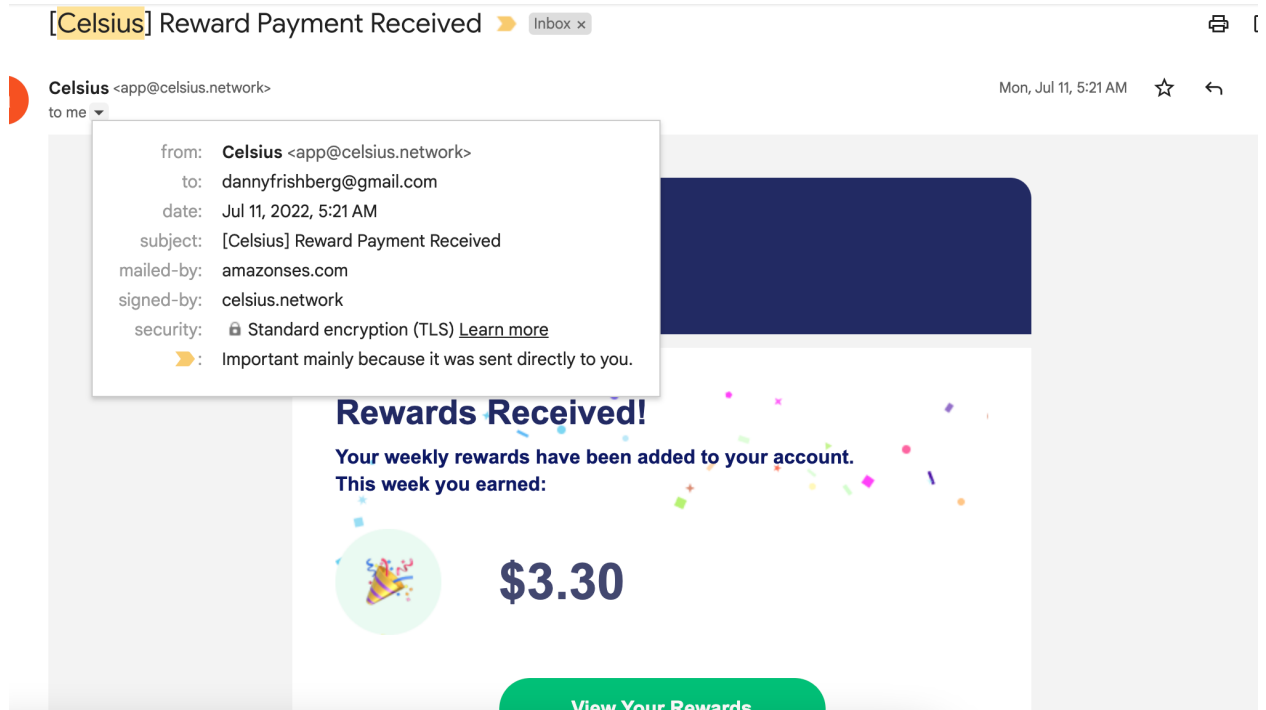 [Celsius] Reward Payment Received Inbox ×
Celsius <app@celsius.network> Mon, Jul 11, 5:21 AM
to me
from: Celsius <app@celsius.network>
to: dannyfrishberg@gmail.com
date: Jul 11, 2022, 5:21 AM
subject: [Celsius] Reward Payment Received
mailed-by: amazonses.com
signed-by: celsius.network
security: Standard encryption (TLS) Learn more
: Important mainly because it was sent directly to you.
Rewards Received!
Your weekly rewards have been added to your account.
This week you earned:
$3.30
View Your Rewards